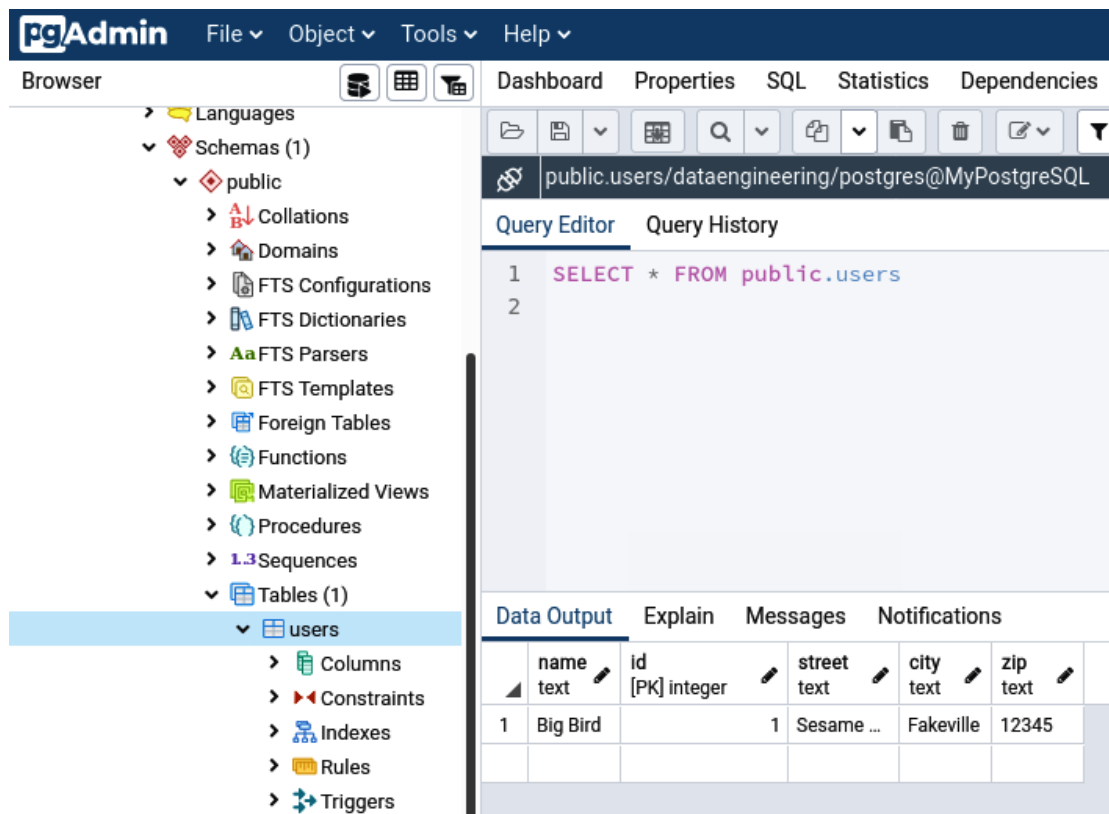 pgAdmin File Object Tools Help
Browser
Dashboard Properties SQL Statistics Dependencies
Languages
Schemas (1)
public
Collations
Domains
FTS Configurations
FTS Dictionaries
Aa FTS Parsers
FTS Templates
Foreign Tables
Functions
Materialized Views
Procedures
1.3 Sequences
Tables (1)
users
Columns
Constraints
Indexes
Rules
Triggers
public.users/dataengineering/postgres@MyPostgreSQL
Query Editor Query History
1 SELECT * FROM public.users
2
Data Output Explain Messages Notifications
name id street city zip
text [PK] integer text text text
1 Big Bird 1 Sesame ... Fakeville 12345